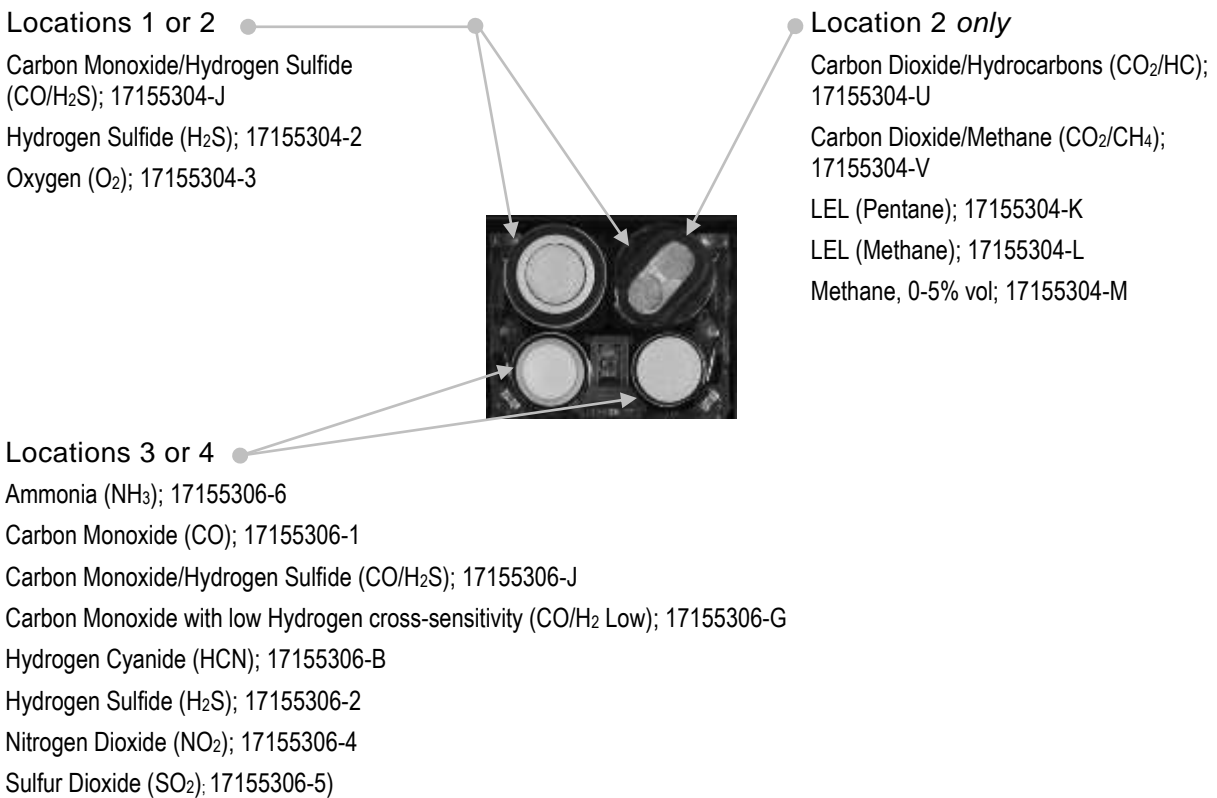 Locations 1 or 2
Carbon Monoxide/Hydrogen Sulfide
(CO/H2S); 17155304-J
Hydrogen Sulfide (H2S); 17155304-2
Oxygen (O2); 17155304-3
Location 2 only
Carbon Dioxide/Hydrocarbons (CO2/HC);
17155304-U
Carbon Dioxide/Methane (CO2/CH4);
17155304-V
LEL (Pentane); 17155304-K
LEL (Methane); 17155304-L
Methane, 0-5% vol; 17155304-M
Locations 3 or 4
Ammonia (NH3); 17155306-6
Carbon Monoxide (CO); 17155306-1
Carbon Monoxide/Hydrogen Sulfide (CO/H2S); 17155306-J
Carbon Monoxide with low Hydrogen cross-sensitivity (CO/H2 Low); 17155306-G
Hydrogen Cyanide (HCN); 17155306-B
Hydrogen Sulfide (H2S); 17155306-2
Nitrogen Dioxide (NO2); 17155306-4
Sulfur Dioxide (SO2); 17155306-5)